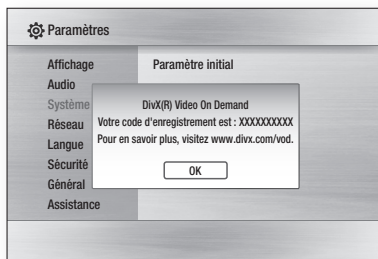 Paramètres
Affichage
Paramètre initial
Audio
Système
Réseau
Langue
Sécurité
Général
Assistance
DivX(R) Video On Demand
Votre code d'enregistrement est : XXXXXXXXXX
Pour en savoir plus, visitez www.divx.com/vod.
OK